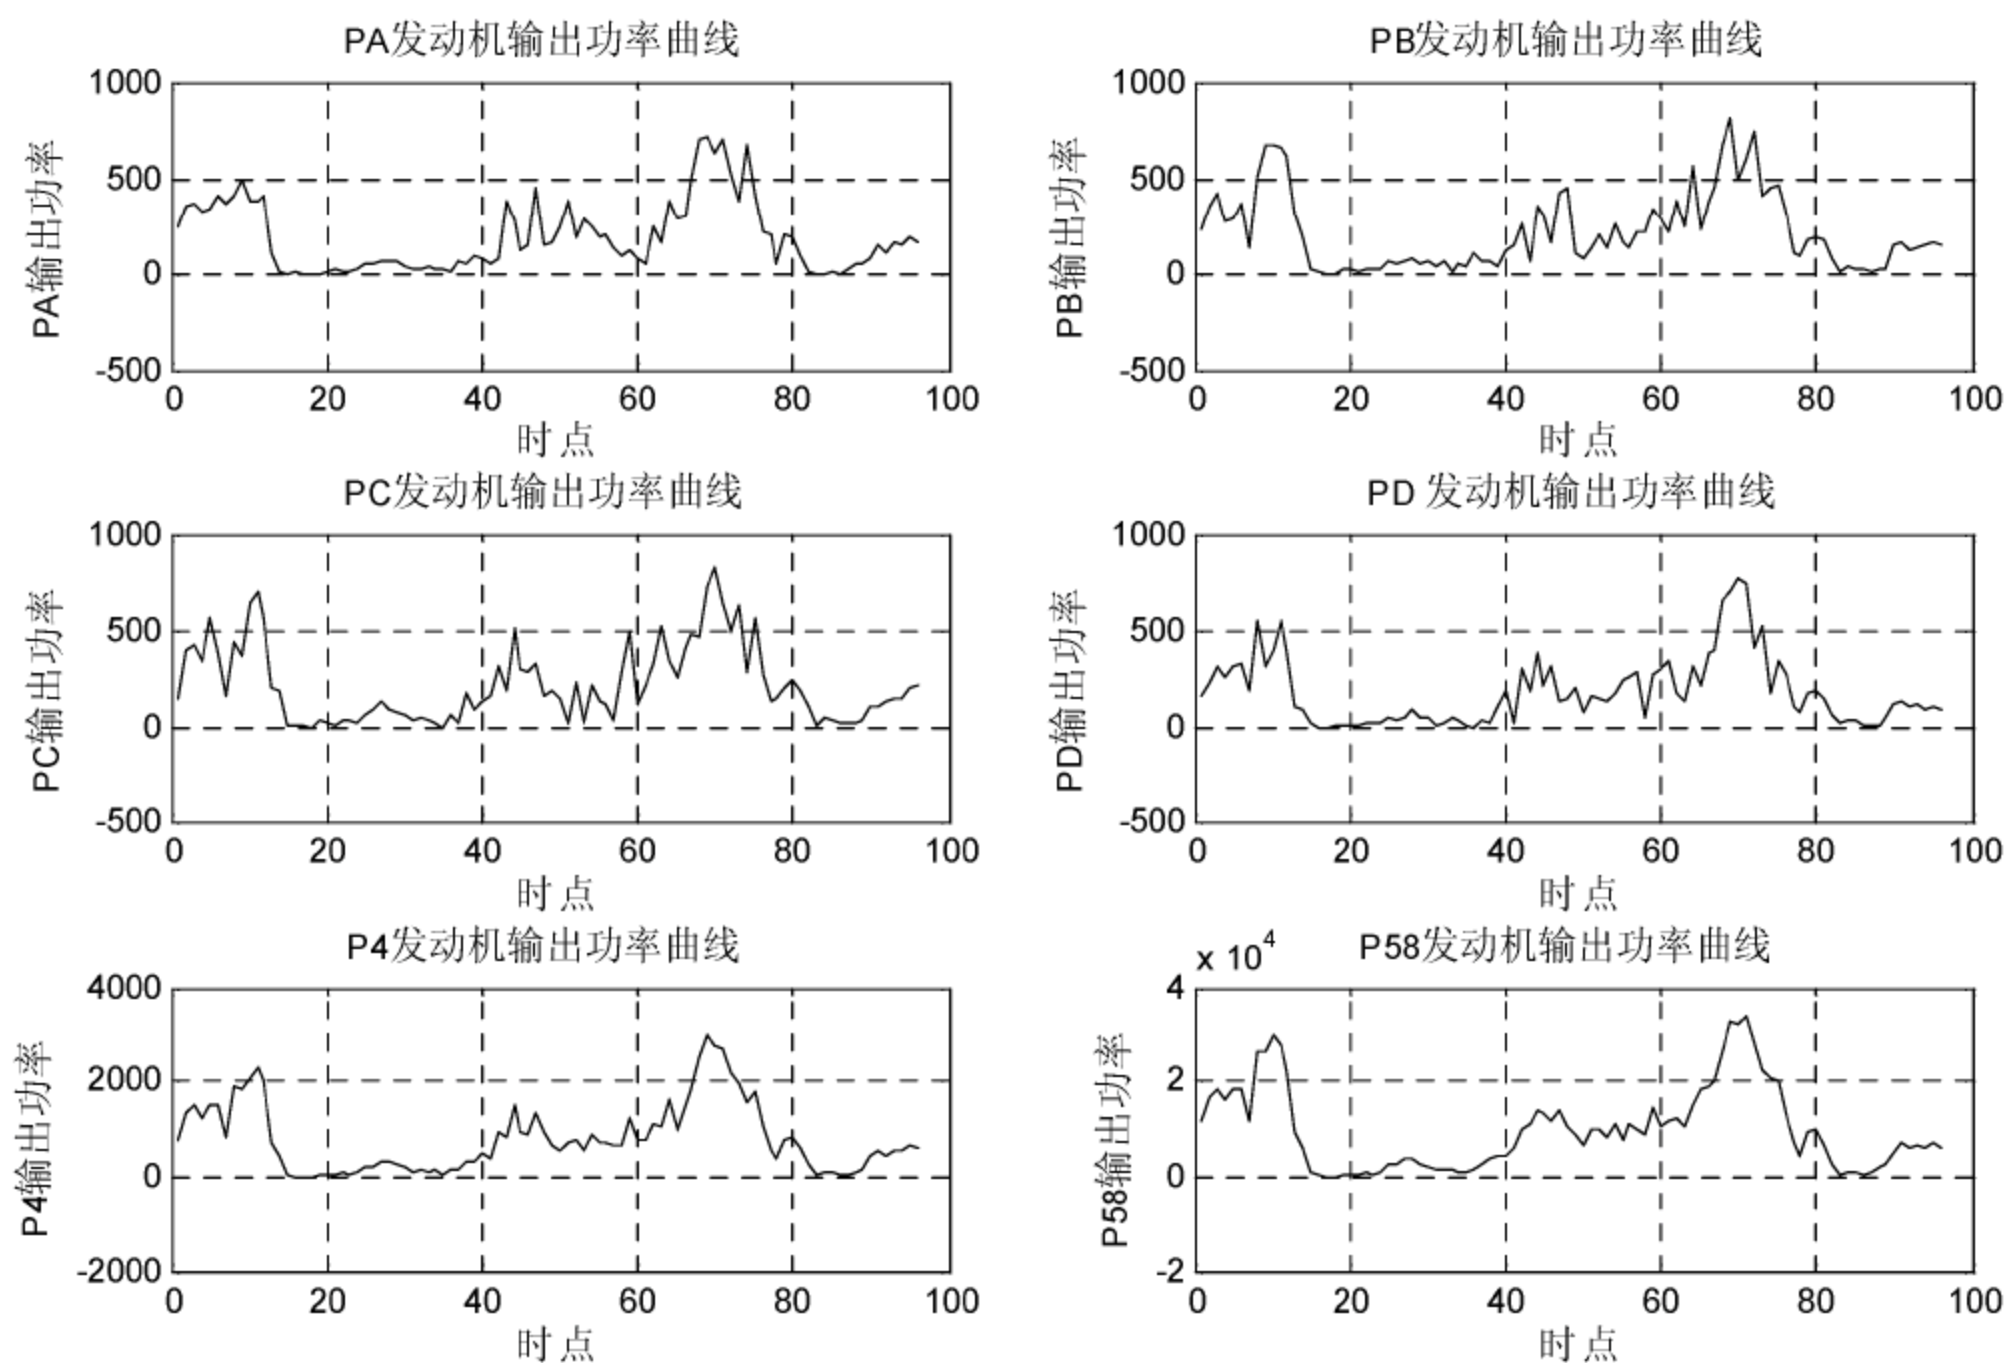 PA发动机输出功率曲线
1000
500
0
-500
PA输出功率
0 20 40 60 80 100
时点
PB发动机输出功率曲线
1000
500
0
-500
PB输出功率
0 20 40 60 80 100
时点
PC发动机输出功率曲线
1000
500
0
-500
PC输出功率
0 20 40 60 80 100
时点
PD 发动机输出功率曲线
1000
500
0
-500
PD输出功率
0 20 40 60 80 100
时点
P4发动机输出功率曲线
4000
2000
0
-2000
P4输出功率
0 20 40 60 80 100
时点
P58发动机输出功率曲线
x 10^4
4
2
0
-2
P58输出功率
0 20 40 60 80 100
时点